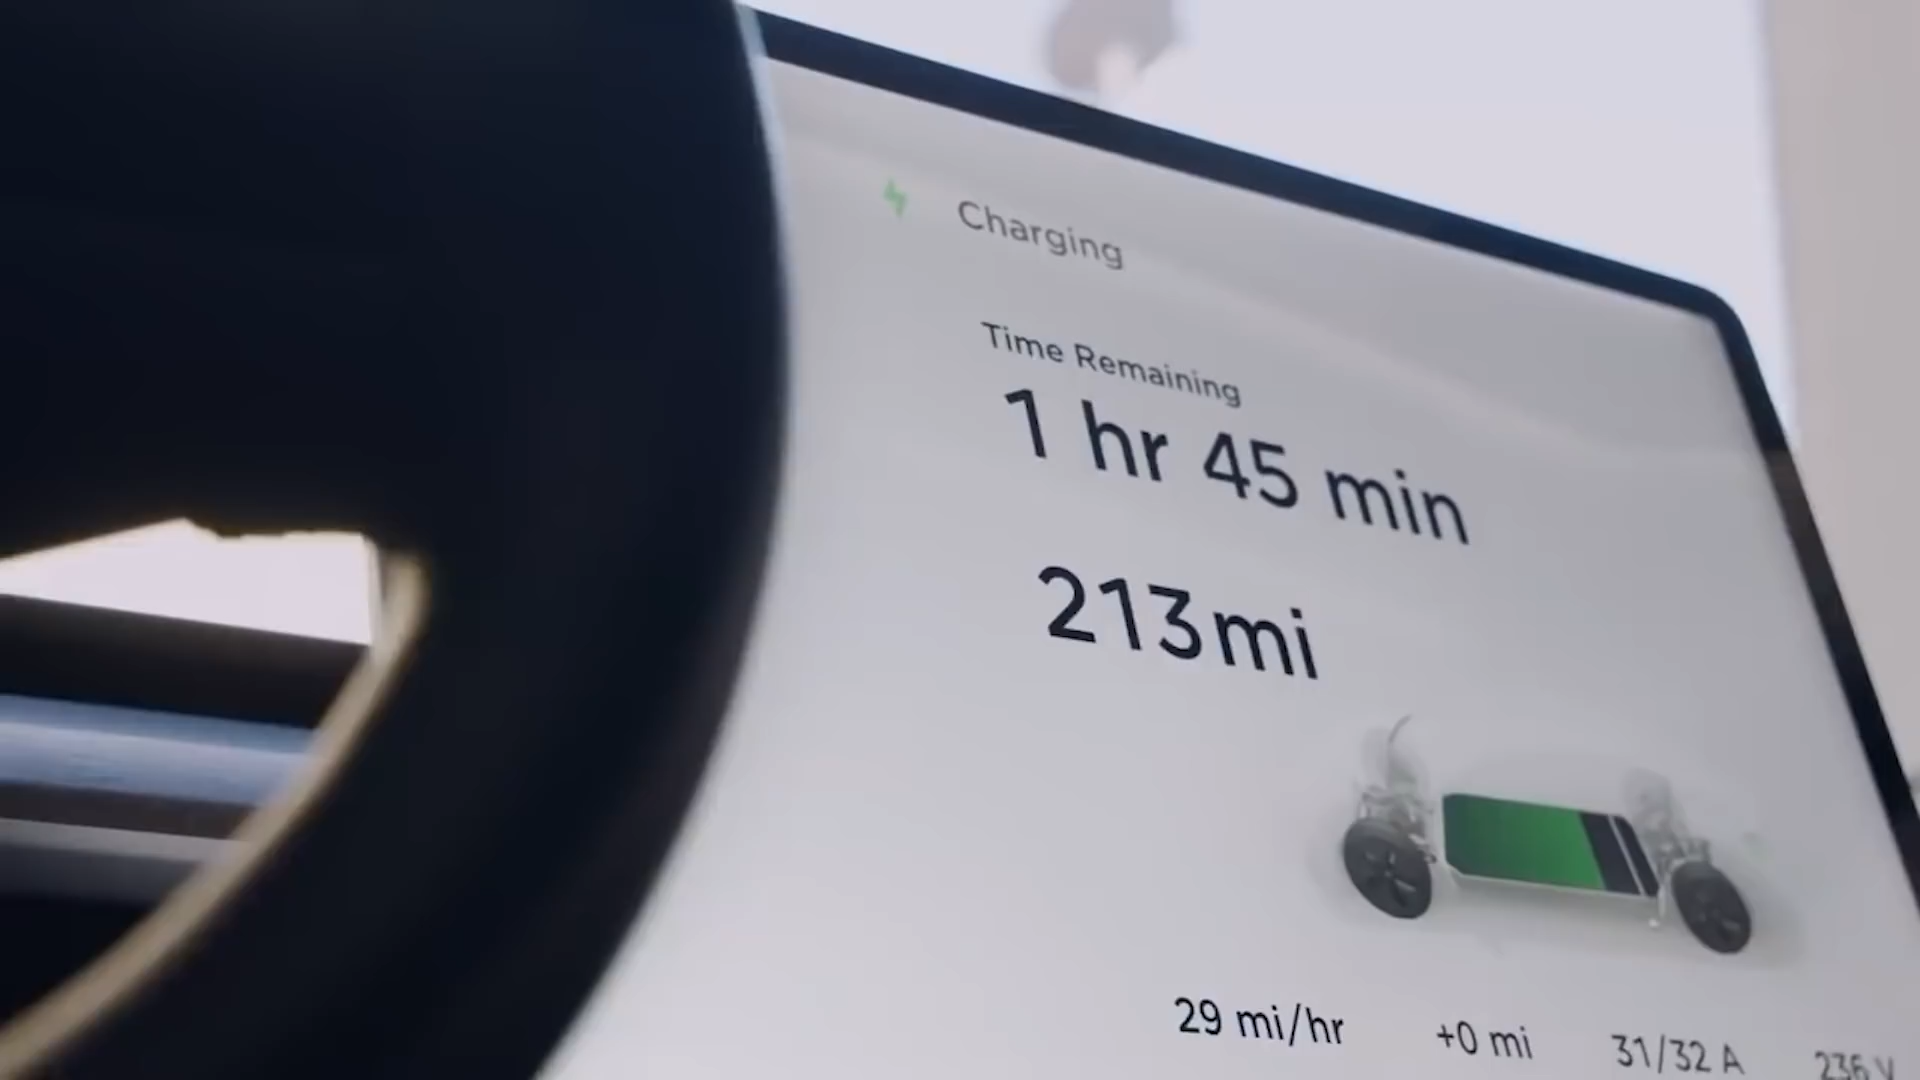 Charging
Time Remaining
1 hr 45 min
213 mi
29 mi/hr +0 mi 31/32 A 236 V